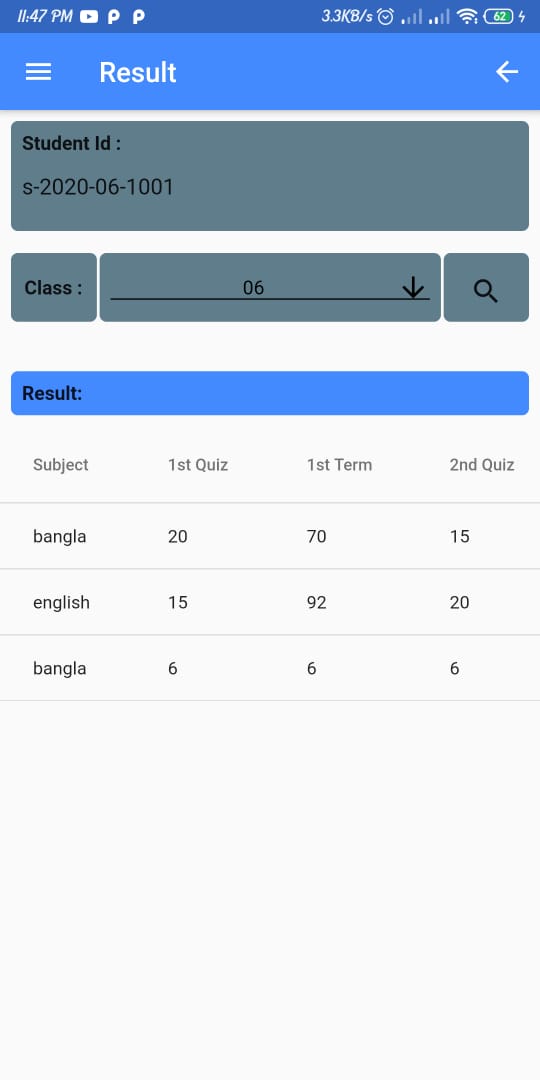 11:47 PM 3.3KB/s 62
Result
Student Id :
s-2020-06-1001
Class : 06
Result:
Subject 1st Quiz 1st Term 2nd Quiz
bangla 20 70 15
english 15 92 20
bangla 6 6 6